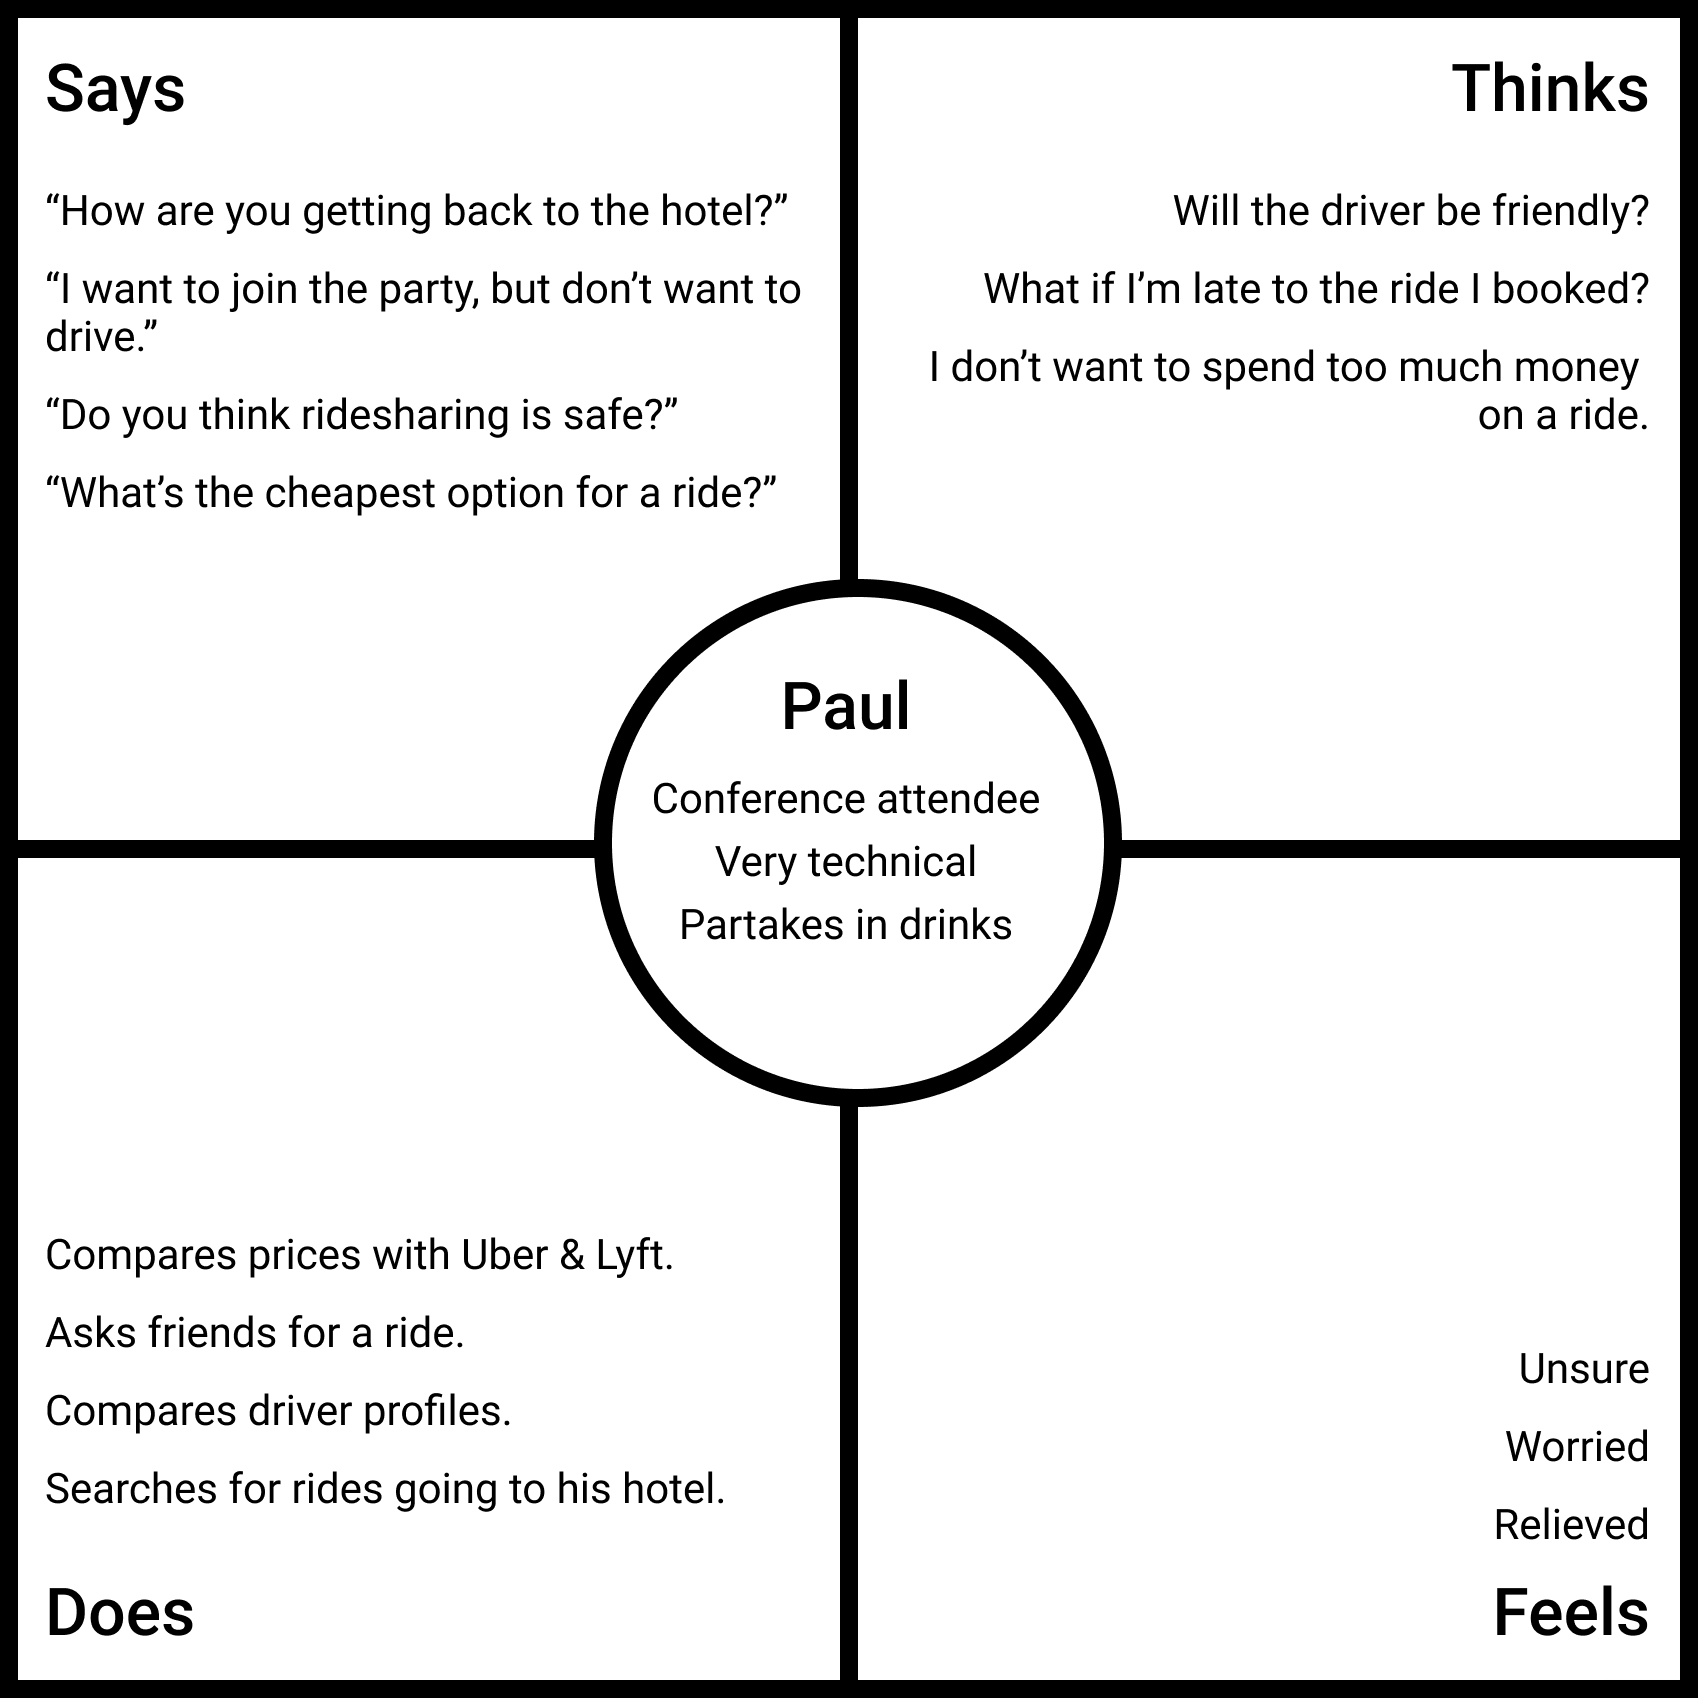 Says
“How are you getting back to the hotel?”
“I want to join the party, but don’t want to
drive.”
“Do you think ridesharing is safe?”
“What’s the cheapest option for a ride?”
Thinks
Will the driver be friendly?
What if I’m late to the ride I booked?
I don’t want to spend too much money
on a ride.
Paul
Conference attendee
Very technical
Partakes in drinks
Compares prices with Uber & Lyft.
Asks friends for a ride.
Compares driver profiles.
Searches for rides going to his hotel.
Does
Unsure
Worried
Relieved
Feels